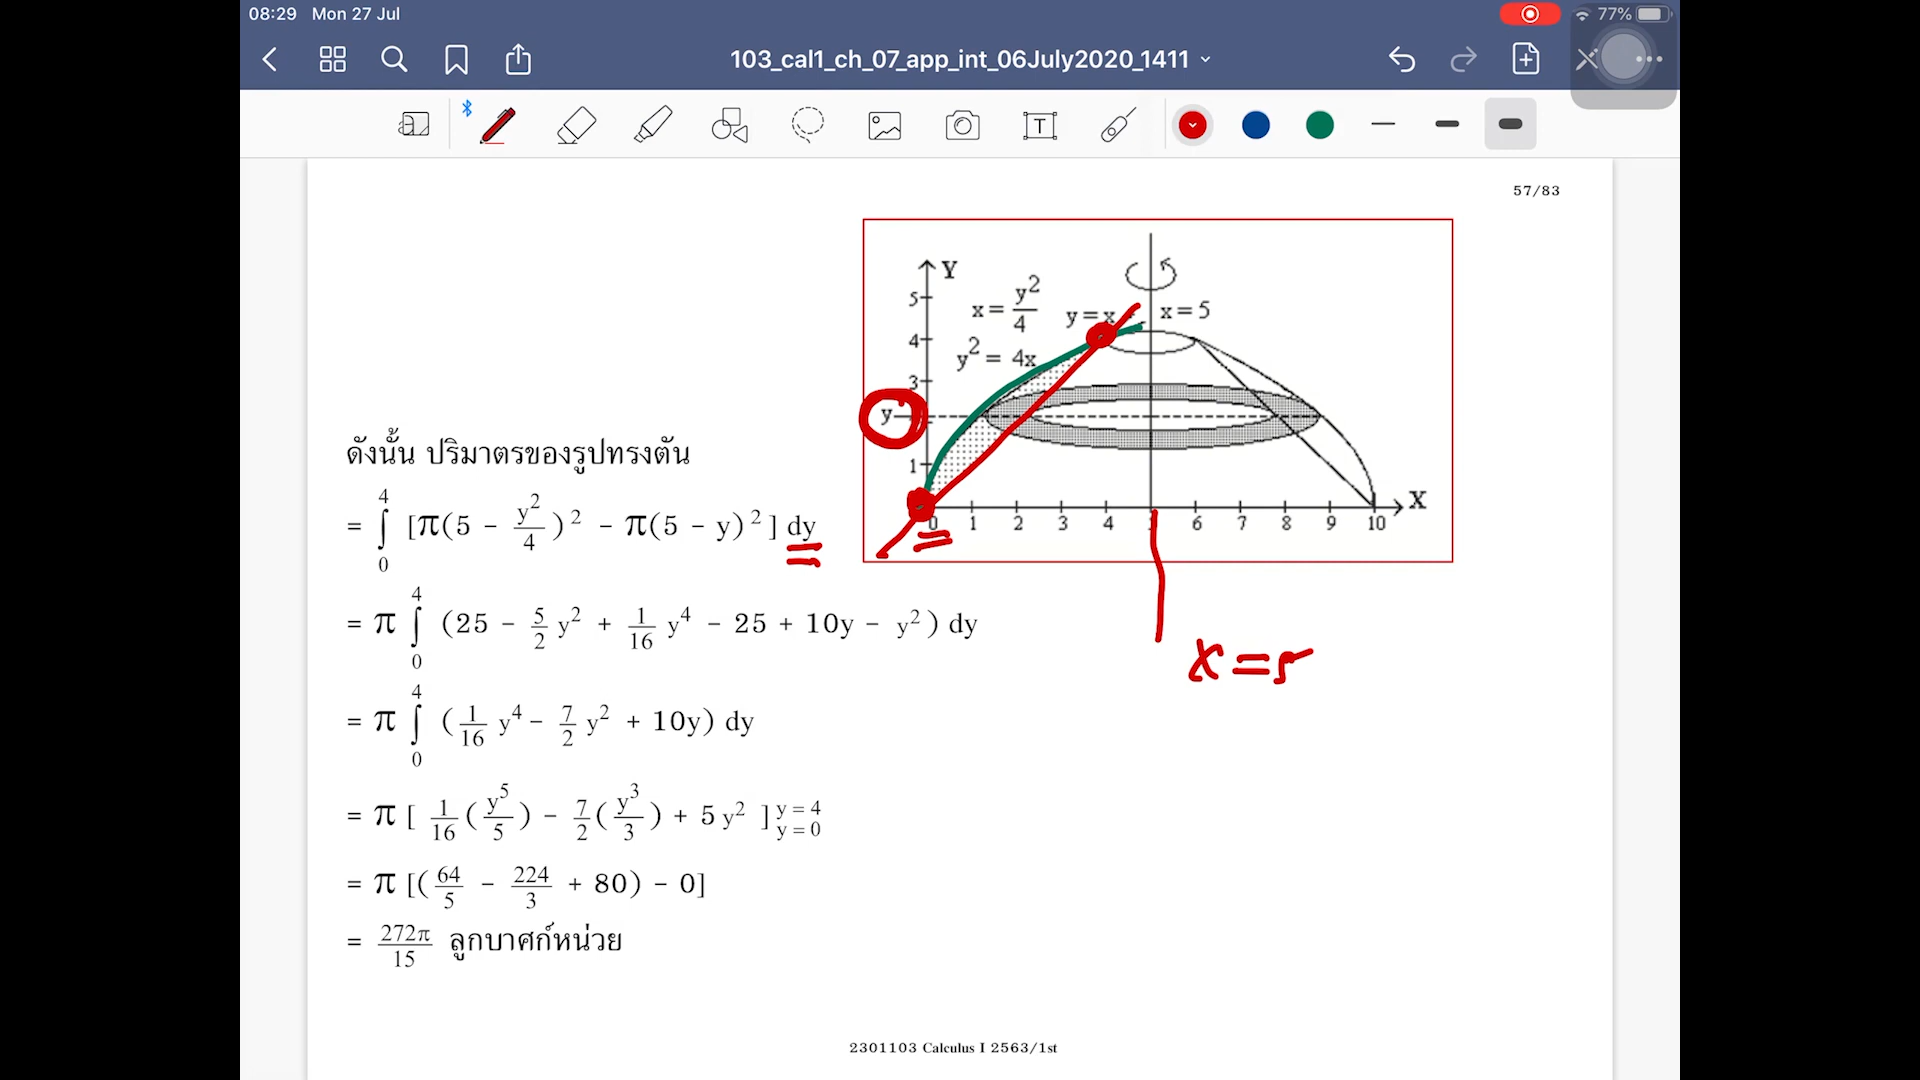 08:29 Mon 27 Jul
77%
103_cal1_ch_07_app_int_06July2020_1411
57/83
Y
5
4
3
y
1
x = y²/4
y = x
x = 5
y² = 4x
0 1 2 3 4 5 6 7 8 9 10 X
x = 5
ดังนั้น ปริมาตรของรูปทรงตัน
= ∫₀⁴ [π(5 - y²/4)² - π(5 - y)²] dy
= π ∫₀⁴ (25 - 5/2 y² + 1/16 y⁴ - 25 + 10y - y²) dy
= π ∫₀⁴ (1/16 y⁴ - 7/2 y² + 10y) dy
= π [ 1/16 (y⁵/5) - 7/2 (y³/3) + 5 y² ] y = 4 y = 0
= π [(64/5 - 224/3 + 80) - 0]
= 272π/15 ลูกบาศก์หน่วย
2301103 Calculus I 2563/1st